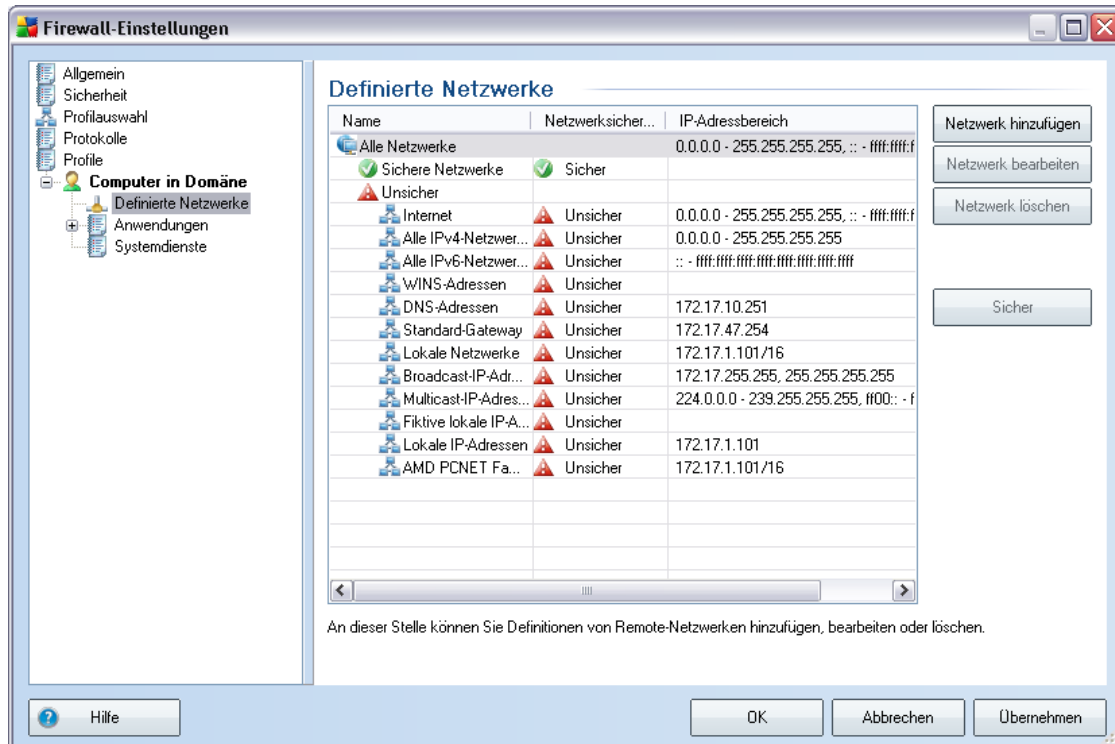 Firewall-Einstellungen
Allgemein
Sicherheit
Profilauswahl
Protokolle
Profile
Computer in Domäne
Definierte Netzwerke
Anwendungen
Systemdienste
Definierte Netzwerke
Name Netzwerksicher... IP-Adressbereich
Alle Netzwerke 0.0.0.0 - 255.255.255.255, :: - ffff:ffff:f
Sichere Netzwerke Sicher
Unsicher
Internet Unsicher 0.0.0.0 - 255.255.255.255, :: - ffff:ffff:f
Alle IPv4-Netzwer... Unsicher 0.0.0.0 - 255.255.255.255
Alle IPv6-Netzwer... Unsicher :: - ffff:ffff:ffff:ffff:ffff:ffff:ffff:ffff
WINS-Adressen Unsicher
DNS-Adressen Unsicher 172.17.10.251
Standard-Gateway Unsicher 172.17.47.254
Lokale Netzwerke Unsicher 172.17.1.101/16
Broadcast-IP-Adr... Unsicher 172.17.255.255, 255.255.255.255
Multicast-IP-Adres... Unsicher 224.0.0.0 - 239.255.255.255, ff00:: - f
Fiktive lokale IP-A... Unsicher
Lokale IP-Adressen Unsicher 172.17.1.101
AMD PCNET Fa... Unsicher 172.17.1.101/16
Netzwerk hinzufügen
Netzwerk bearbeiten
Netzwerk löschen
Sicher
An dieser Stelle können Sie Definitionen von Remote-Netzwerken hinzufügen, bearbeiten oder löschen.
Hilfe
OK
Abbrechen
Übernehmen